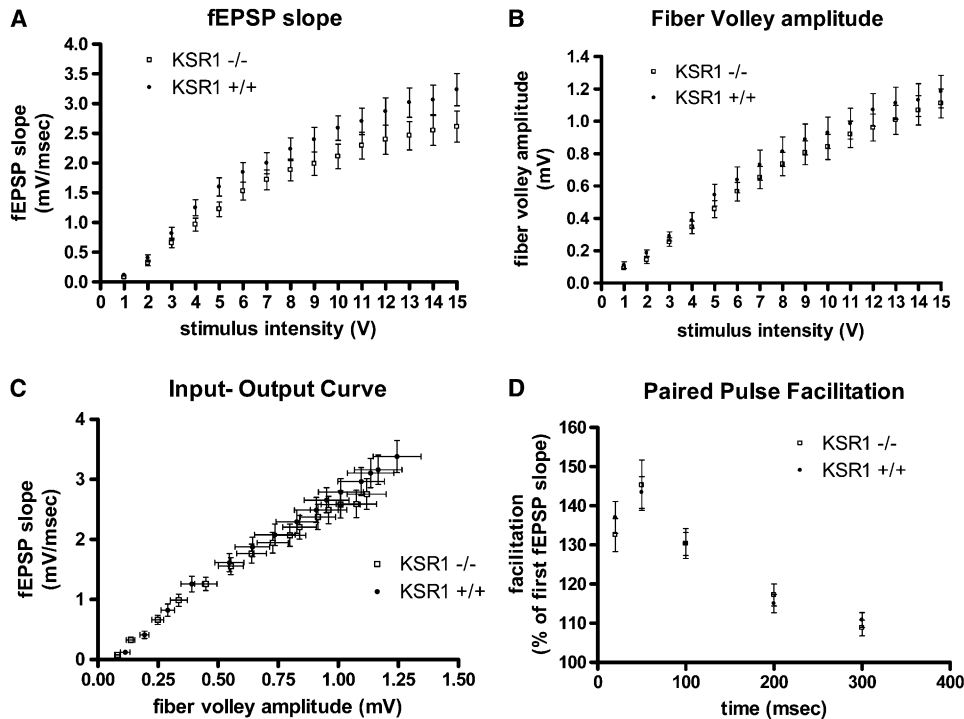 A
fEPSP slope
fEPSP slope
(mV/msec)
4.0
3.5
3.0
2.5
2.0
1.5
1.0
0.5
0.0
KSR1 -/-
KSR1 +/+
0 1 2 3 4 5 6 7 8 9 10 11 12 13 14 15
stimulus intensity (V)
B
Fiber Volley amplitude
fiber volley amplitude
(mV)
1.4
1.2
1.0
0.8
0.6
0.4
0.2
0.0
KSR1 -/-
KSR1 +/+
0 1 2 3 4 5 6 7 8 9 10 11 12 13 14 15
stimulus intensity (V)
C
Input- Output Curve
fEPSP slope
(mV/msec)
4
3
2
1
0
KSR1 -/-
KSR1 +/+
0.00 0.25 0.50 0.75 1.00 1.25 1.50
fiber volley amplitude (mV)
D
Paired Pulse Facilitation
facilitation
(% of first fEPSP slope)
160
150
140
130
120
110
100
KSR1 -/-
KSR1 +/+
0 100 200 300 400
time (msec)